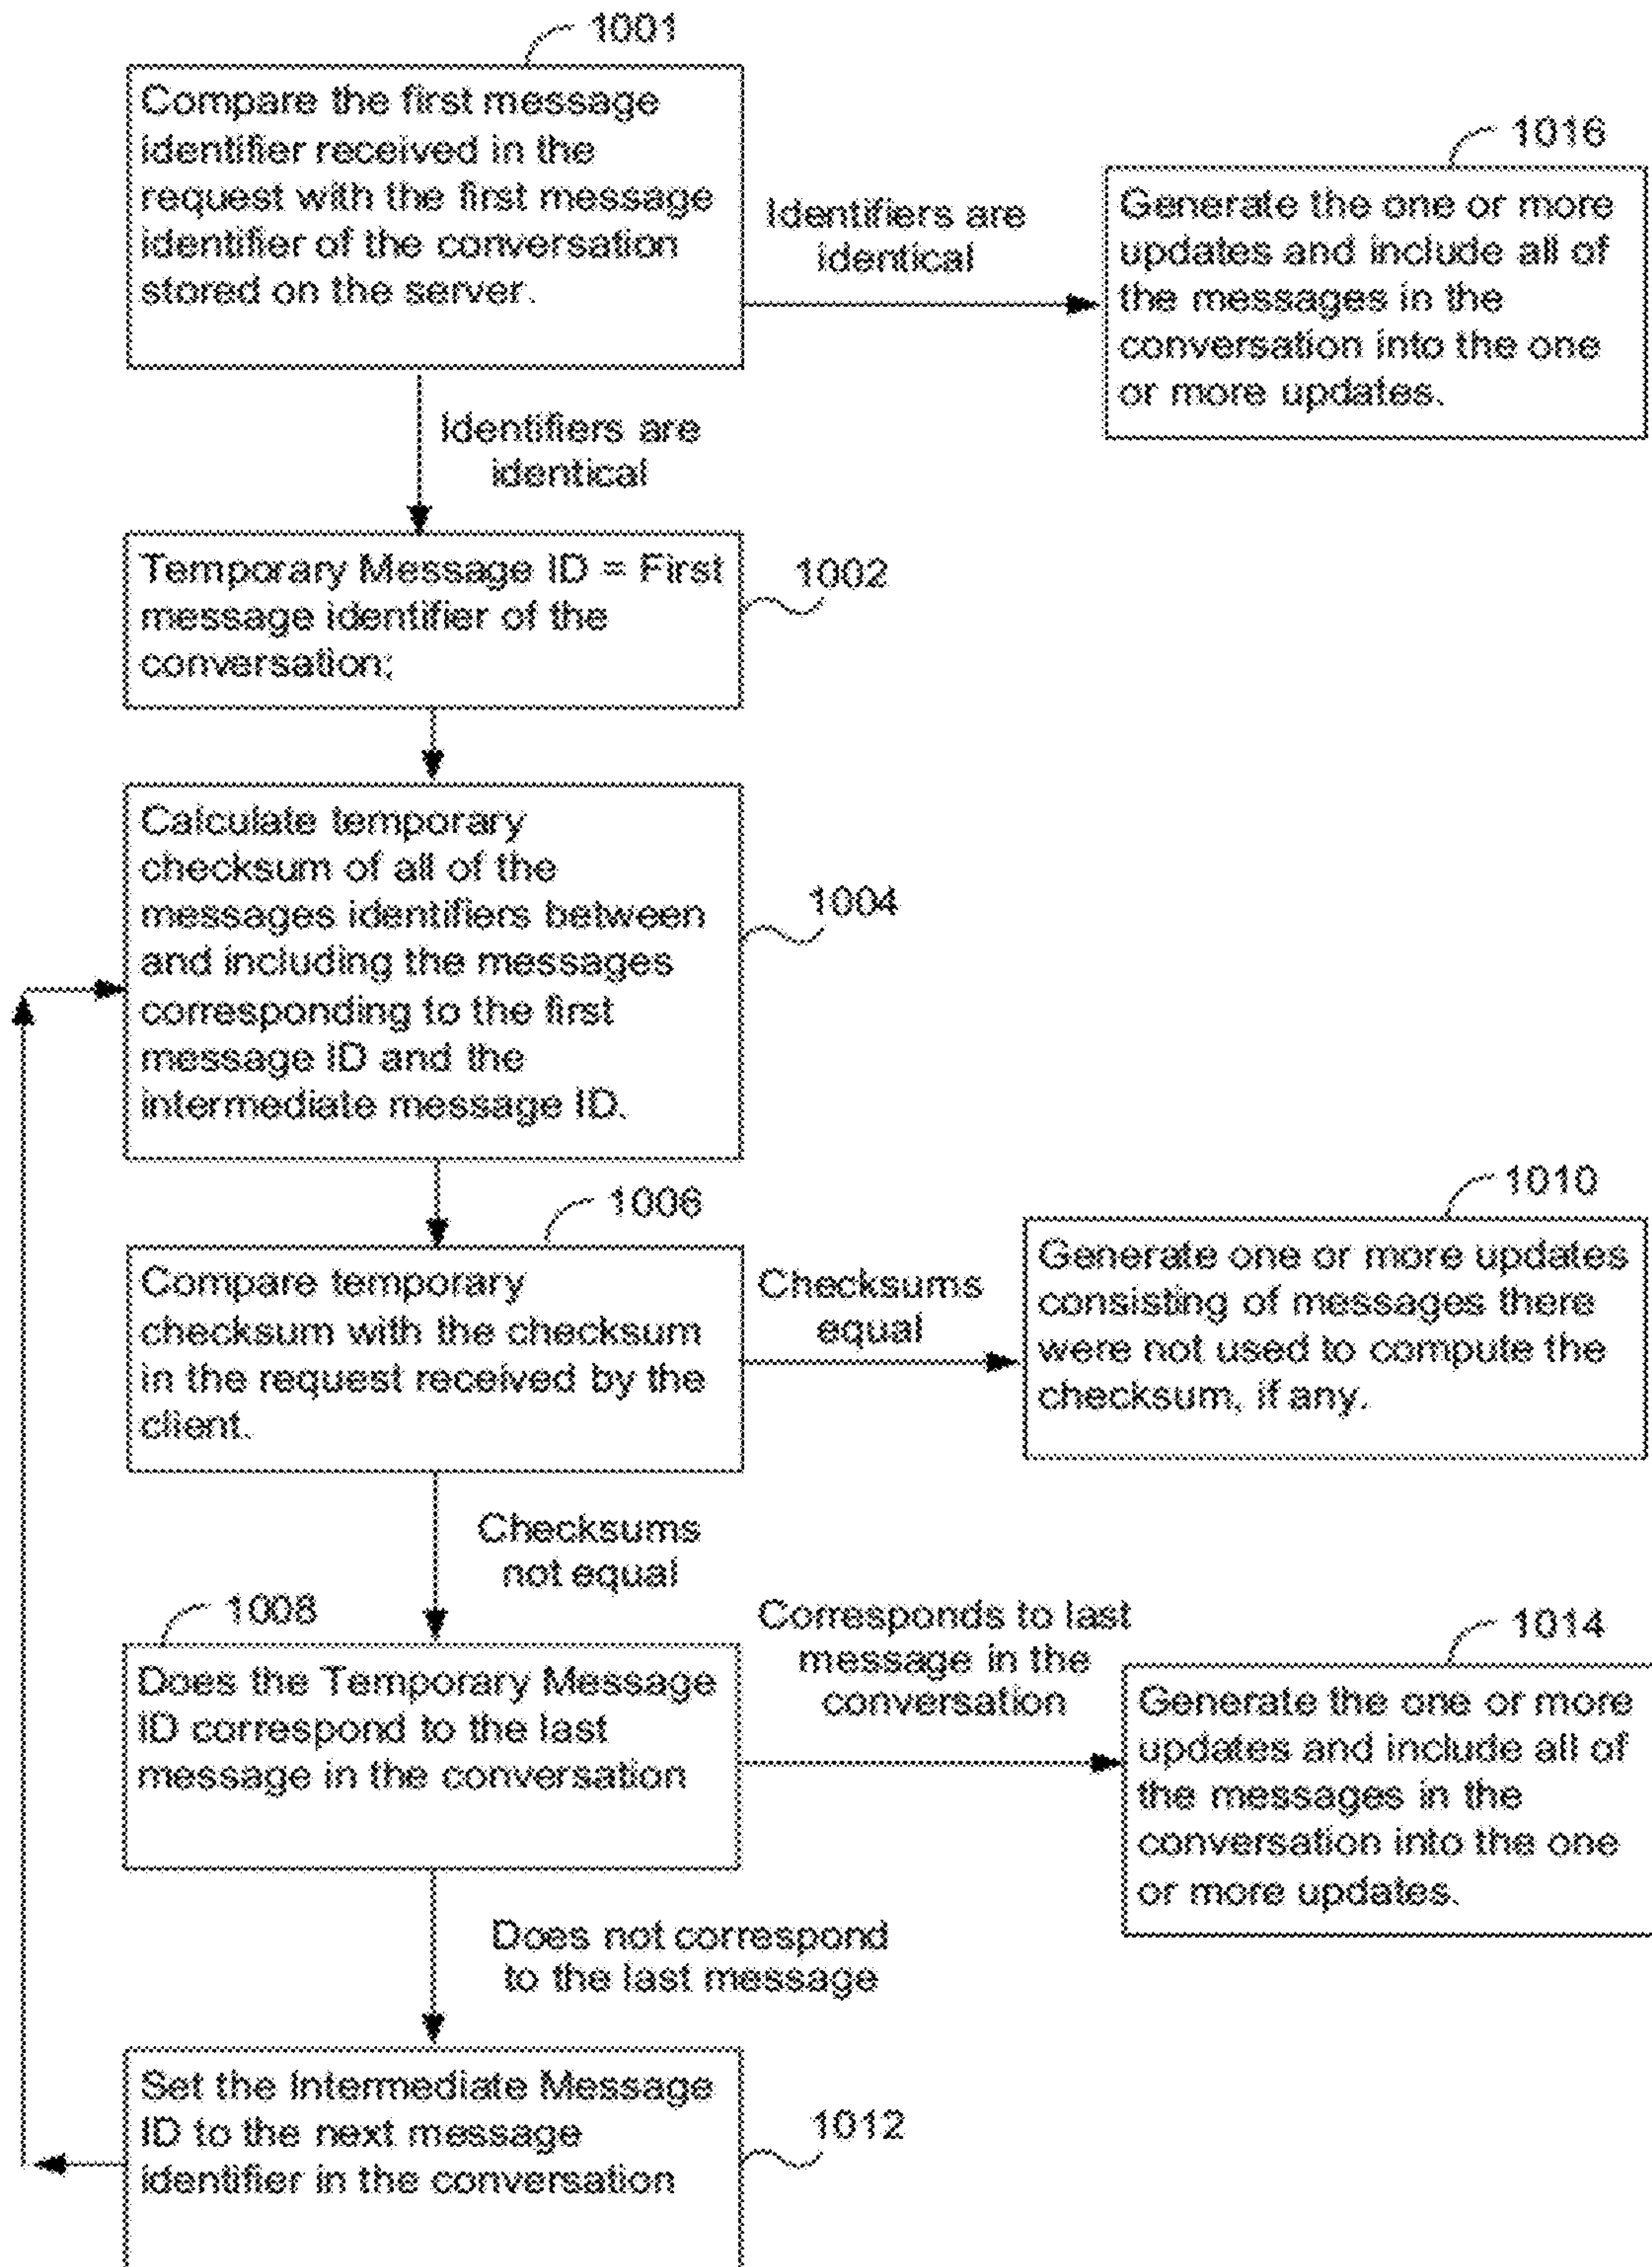 1001
Compare the first message
identifier received in the
request with the first message
identifier of the conversation
stored on the server.
Identifiers are
identical
1016
Generate the one or more
updates and include all of
the messages in the
conversation into the one
or more updates.
Identifiers are
identical
Temporary Message ID = First
message identifier of the
conversation;
1002
Calculate temporary
checksum of all of the
messages identifiers between
and including the messages
corresponding to the first
message ID and the
intermediate message ID.
1004
1006
Compare temporary
checksum with the checksum
in the request received by the
client.
Checksums
equal
1010
Generate one or more updates
consisting of messages there
were not used to compute the
checksum, if any.
Checksums
not equal
1008
Does the Temporary Message
ID correspond to the last
message in the conversation
Corresponds to last
message in the
conversation
1014
Generate the one or more
updates and include all of
the messages in the
conversation into the one
or more updates.
Does not correspond
to the last message
Set the Intermediate Message
ID to the next message
identifier in the conversation
1012